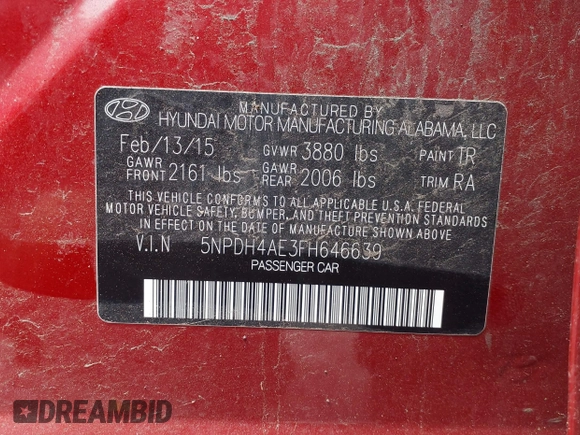 MANUFACTURED BY
HYUNDAI MOTOR MANUFACTURING ALABAMA, LLC
Feb/13/15 GVWR 3880 lbs PAINT TR
GAWR FRONT 2161 lbs GAWR REAR 2006 lbs TRIM RA
THIS VEHICLE CONFORMS TO ALL APPLICABLE U.S.A. FEDERAL
MOTOR VEHICLE SAFETY, BUMPER, AND THEFT PREVENTION STANDARDS
IN EFFECT ON THE DATE OF MANUFACTURE SHOWN ABOVE.
V.I.N 5NPDH4AE3FH646639
PASSENGER CAR
DREAMBID